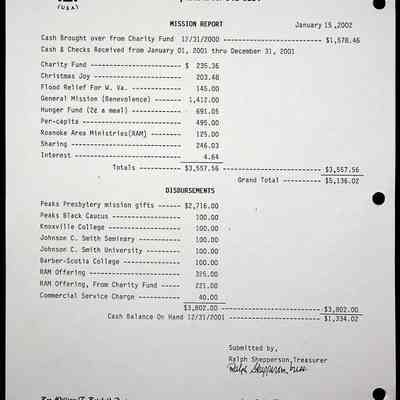 (USA)
MISSION REPORT
January 15, 2002
Cash Brought over from Charity Fund 12/31/2000 ---------------------- $1,578.46
Cash & Checks Received from January 01, 2001 thru December 31, 2001
Charity Fund ---------------------- $ 235.36
Christmas Joy --------------------- 203.48
Flood Relief For W. Va. ----------- 145.00
General Mission (Benevolence) ------- 1,412.00
Hunger Fund (2¢ a meal) ------------ 691.05
Per-capita ------------------------ 495.00
Roanoke Area Ministries(RAM) ------- 125.00
Sharing --------------------------- 246.03
Interest -------------------------- 4.64
Totals ---------- $3,557.56 ---------------------- $3,557.56
Grand Total ---------- $5,136.02
DISBURSEMENTS
Peaks Presbytery mission gifts ----- $2,716.00
Peaks Black Caucus ----------------- 100.00
Knoxville College ------------------ 100.00
Johnson C. Smith Seminary ---------- 100.00
Johnson C. Smith University -------- 100.00
Barber-Scotia College -------------- 100.00
RAM Offering ----------------------- 325.00
RAM Offering, From Charity Fund ---- 221.00
Commercial Service Charge ---------- 40.00
$3,802.00 ---------------------- $3,802.00
Cash Balance On Hand 12/31/2001 ---------------------- $1,334.02
Submitted by,
Ralph Shepperson, Treasurer
Ralph Shepperson, Treas